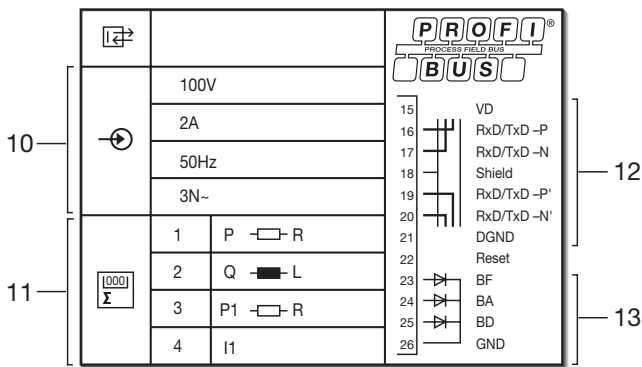 PROFI®
PROCESS FIELD BUS
BUS
10
100V
2A
50Hz
3N~
11
1 P R
2 Q L
3 P1 R
4 I1
000
Σ
15 VD
16 RxD/TxD –P
17 RxD/TxD –N
18 Shield
19 RxD/TxD –P'
20 RxD/TxD –N'
21 DGND
22 Reset
23 BF
24 BA
25 BD
26 GND
12
13